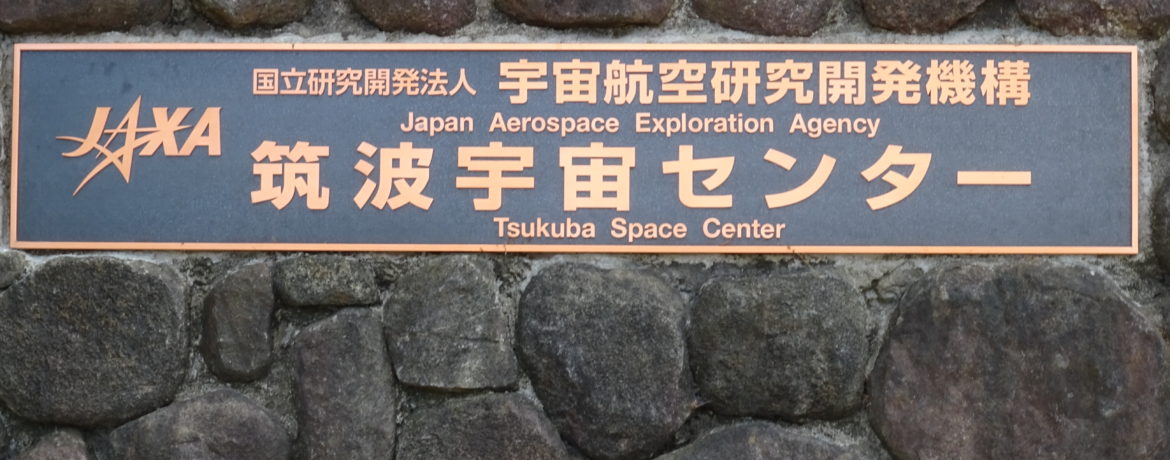 JAXA
国立研究開発法人 宇宙航空研究開発機構
Japan Aerospace Exploration Agency
筑波宇宙センター
Tsukuba Space Center